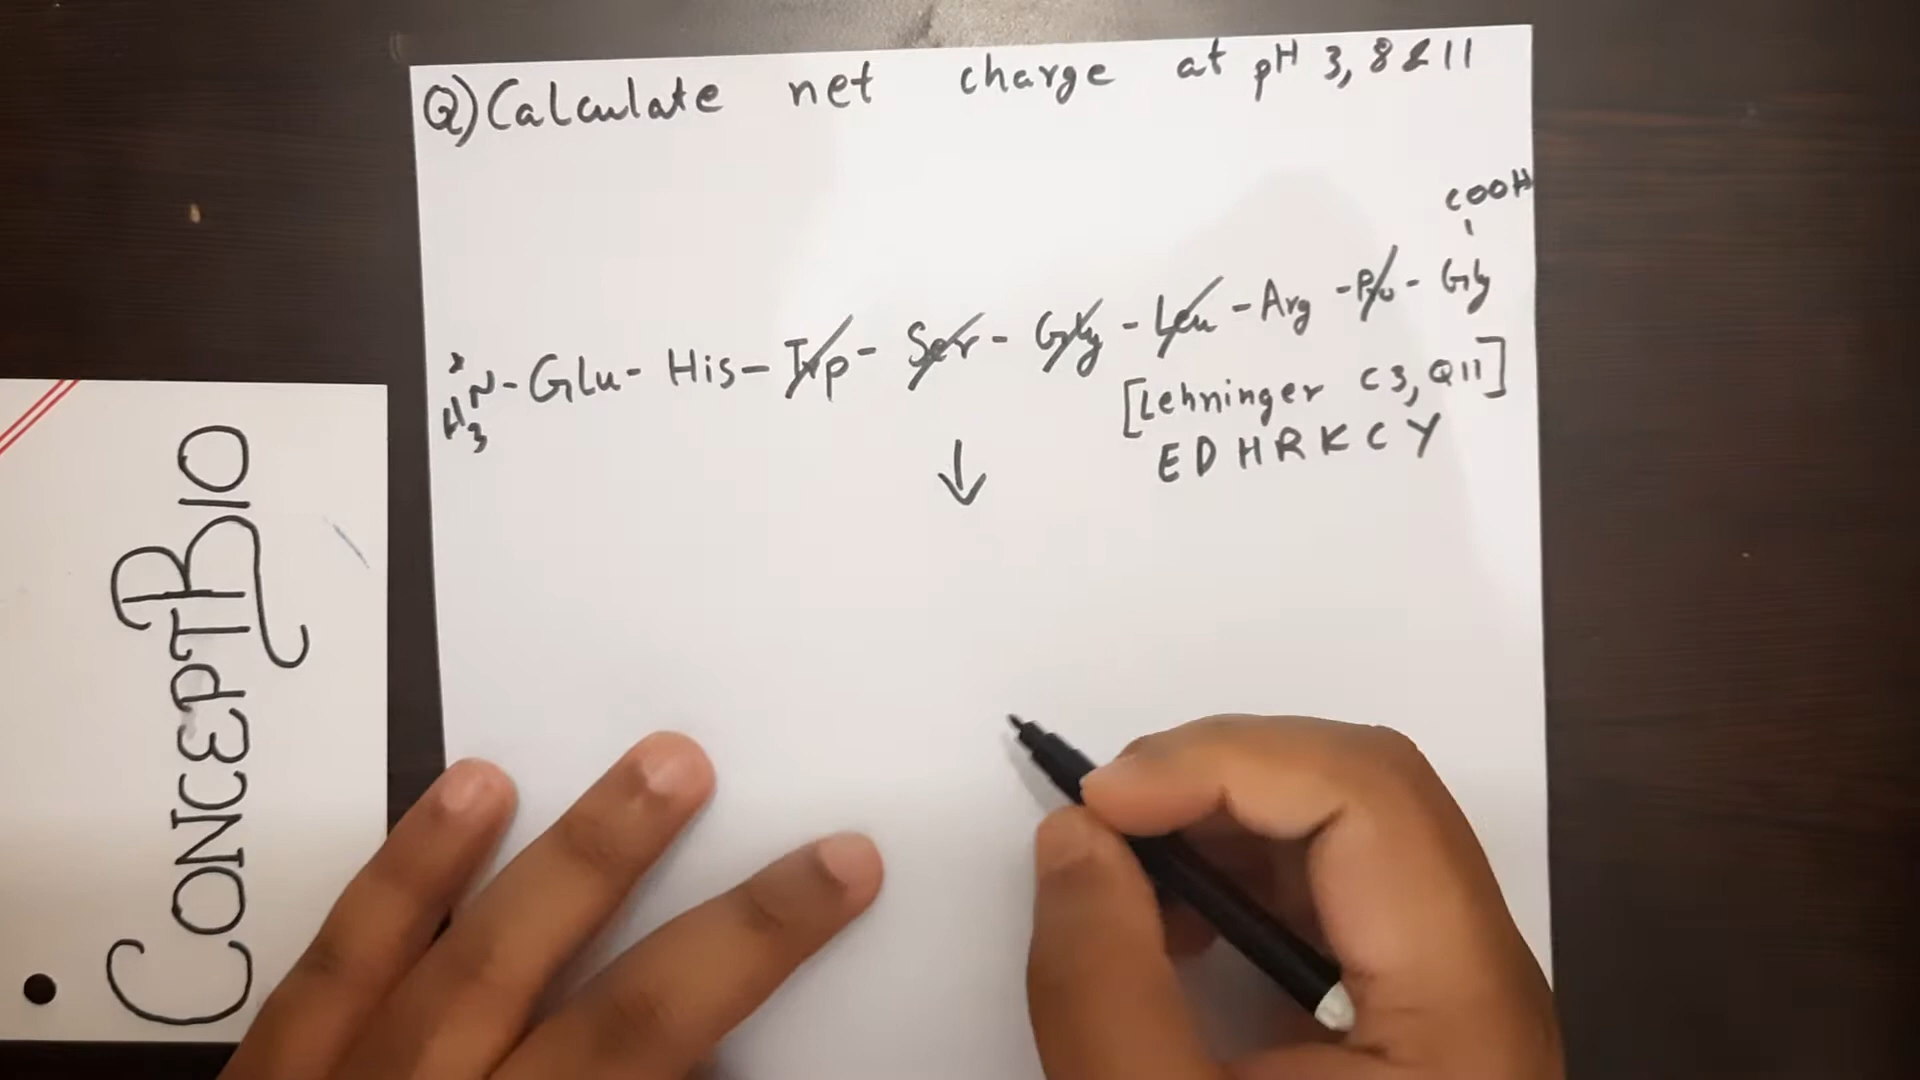 Q) Calculate net charge at pH 3, 8 & 11
COOH
H3N - Glu - His - Trp - Ser - Gly - Leu - Arg - Pro - Gly
[Lehninger C3, Q11]
E D H R K C Y
CONCEPTBIO